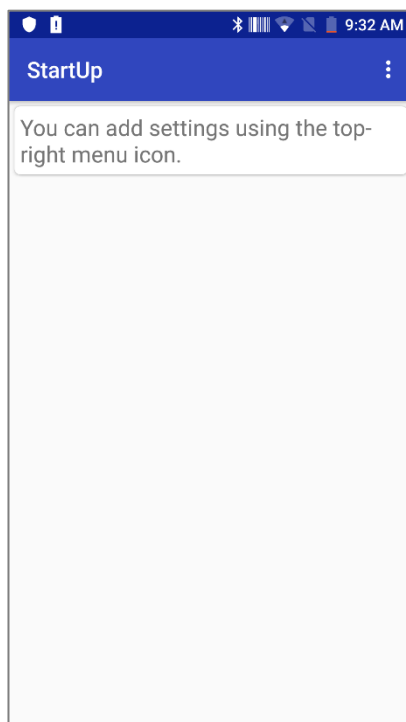 9:32 AM
StartUp
You can add settings using the top-
right menu icon.